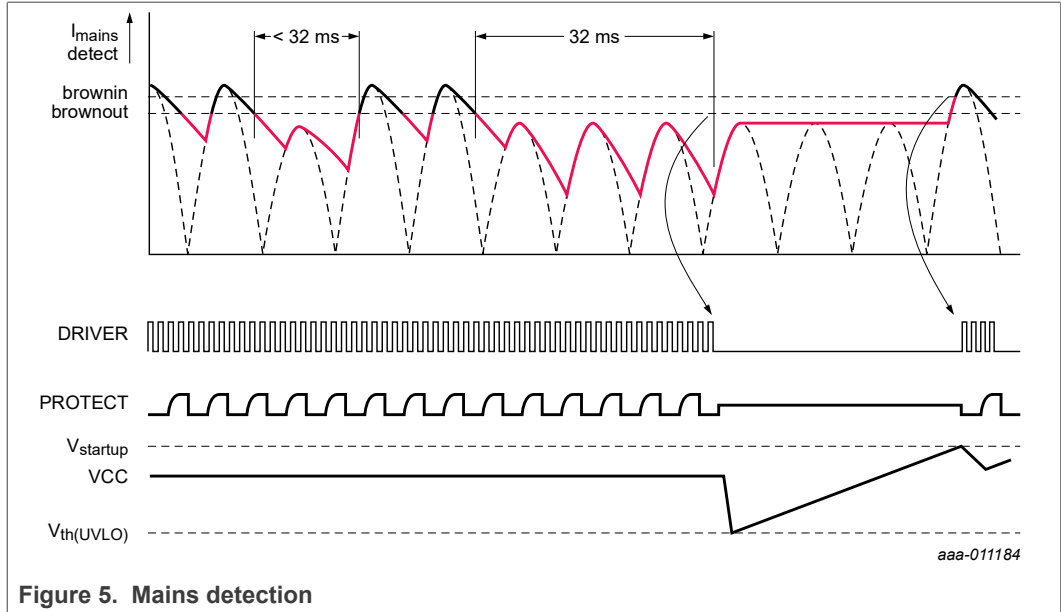 I mains
detect
< 32 ms
32 ms
brownin
brownout
DRIVER
PROTECT
Vstartup
VCC
Vth(UVLO)
aaa-011184
Figure 5. Mains detection